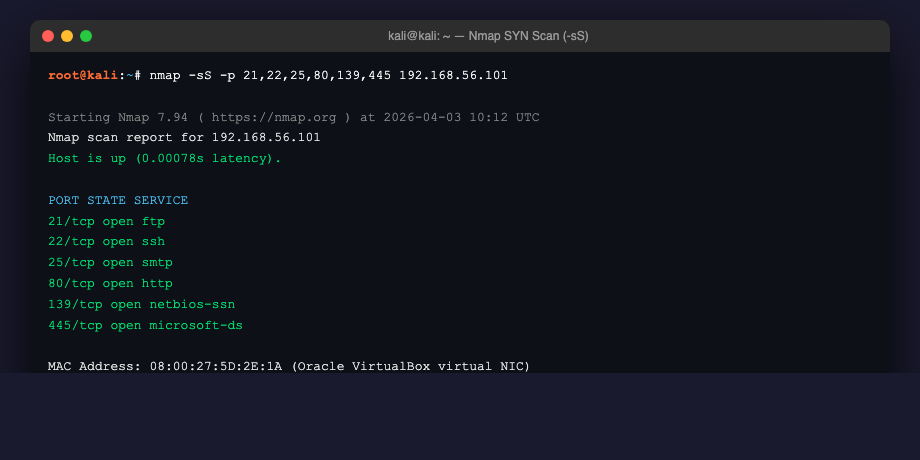 kali@kali: ~ — Nmap SYN Scan (-sS)
root@kali:~# nmap -sS -p 21,22,25,80,139,445 192.168.56.101
Starting Nmap 7.94 ( https://nmap.org ) at 2026-04-03 10:12 UTC
Nmap scan report for 192.168.56.101
Host is up (0.00078s latency).
PORT STATE SERVICE
21/tcp open ftp
22/tcp open ssh
25/tcp open smtp
80/tcp open http
139/tcp open netbios-ssn
445/tcp open microsoft-ds
MAC Address: 08:00:27:5D:2E:1A (Oracle VirtualBox virtual NIC)